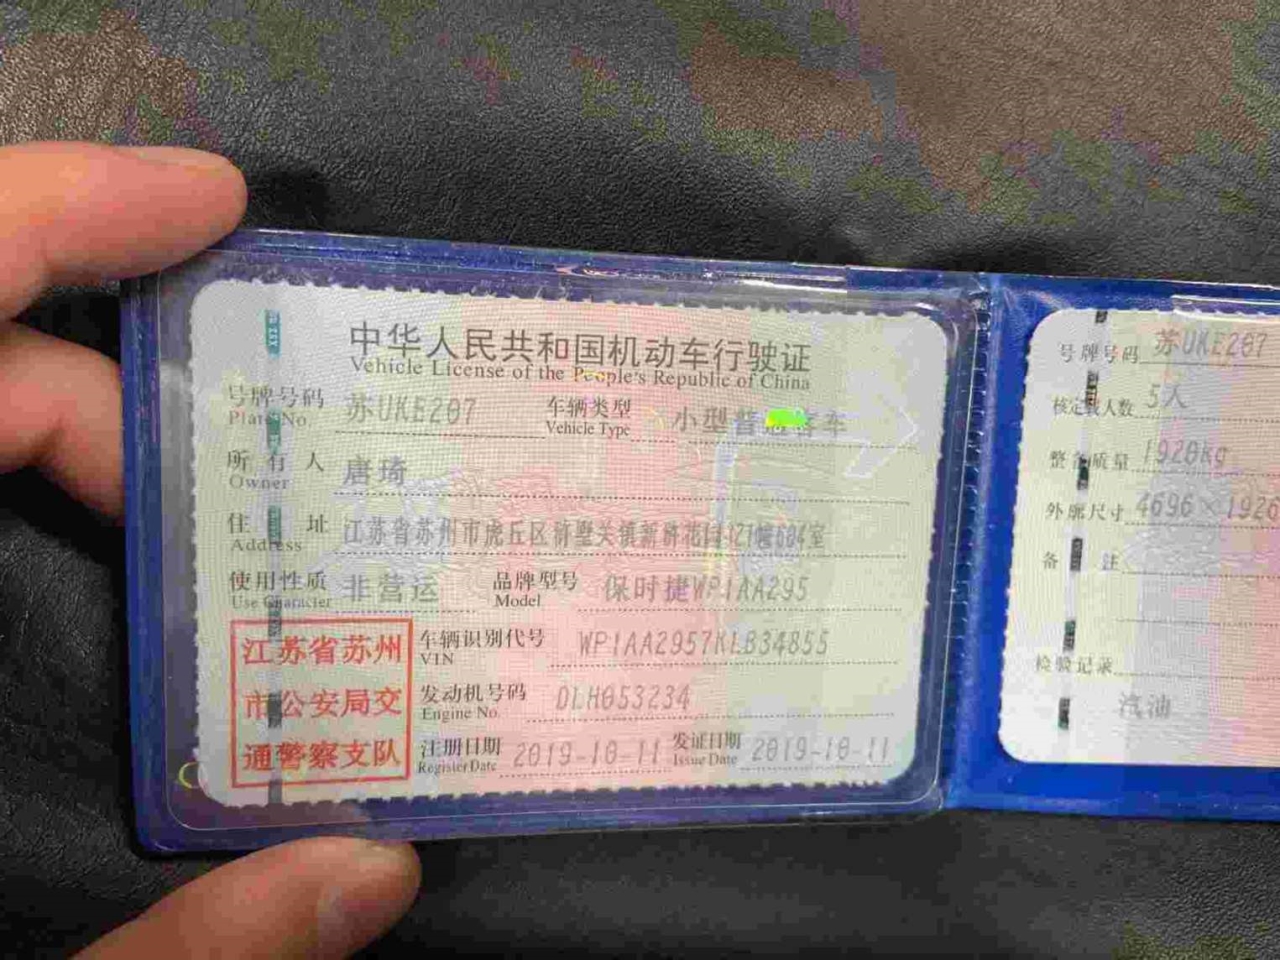 中华人民共和国机动车行驶证
Vehicle License of the People's Republic of China
号牌号码 苏UKE207 车辆类型 小型普通客车
Plate No. Vehicle Type
所有人 唐琦
Owner
住址 江苏省苏州市虎丘区浒墅关镇新浒花园121幢604室
Address
使用性质 非营运 品牌型号 保时捷WP1AA295
Use Character Model
江苏省苏州
市公安局交
通警察支队
车辆识别代号 WP1AA2957KLB34855
VIN
发动机号码 DLH053234
Engine No.
注册日期 2019-10-11 发证日期 2019-10-11
Register Date Issue Date
号牌号码 苏UKE207
核定载人数 5人
整备质量 1920kg
外廓尺寸 4696×1926
备注
检验记录
汽油